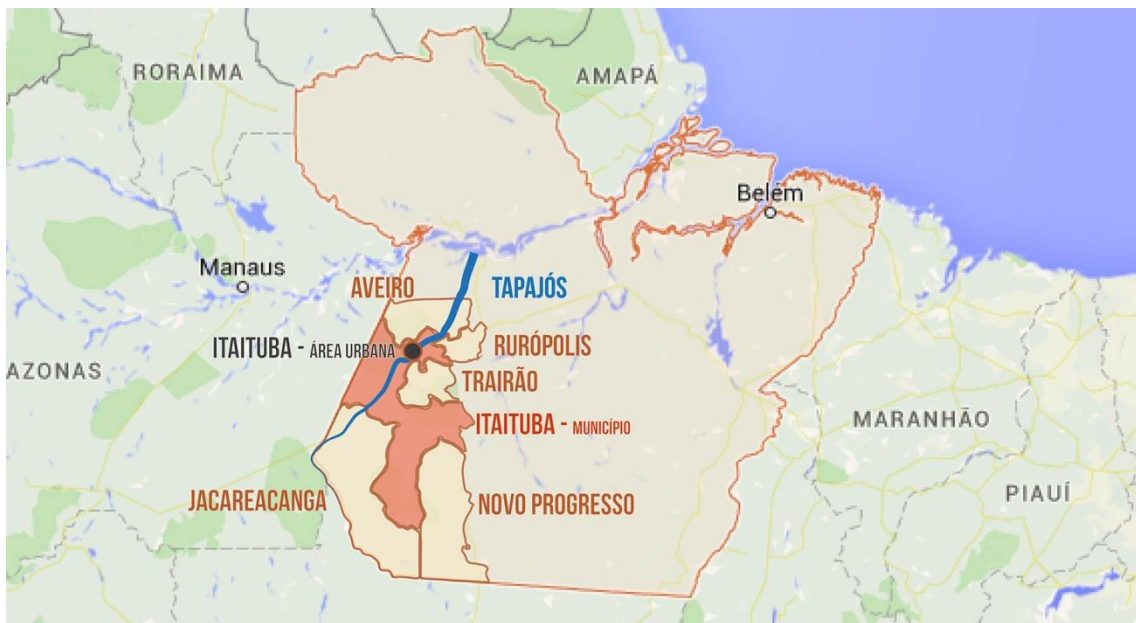 RORAIMA
AMAPÁ
Belém
Manaus
AVEIRO
TAPAJÓS
ITAITUBA - ÁREA URBANA
RURÓPOLIS
AZONAS
TRAIRÃO
ITAITUBA - MUNICÍPIO
MARANHÃO
JACAREACANGA
NOVO PROGRESSO
PIAUÍ